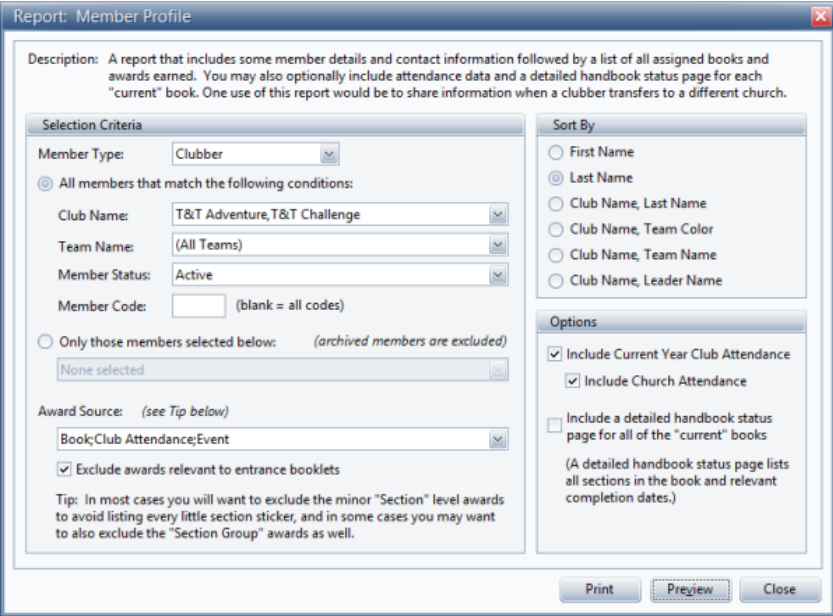 Report: Member Profile
Description: A report that includes some member details and contact information followed by a list of all assigned books and
awards earned. You may also optionally include attendance data and a detailed handbook status page for each
"current" book. One use of this report would be to share information when a clubber transfers to a different church.
Selection Criteria
Member Type: Clubber
All members that match the following conditions:
Club Name: T&T Adventure,T&T Challenge
Team Name: (All Teams)
Member Status: Active
Member Code: (blank = all codes)
Only those members selected below: (archived members are excluded)
None selected
Award Source: (see Tip below)
Book;Club Attendance;Event
Exclude awards relevant to entrance booklets
Tip: In most cases you will want to exclude the minor "Section" level awards
to avoid listing every little section sticker, and in some cases you may want
to also exclude the "Section Group" awards as well.
Sort By
First Name
Last Name
Club Name, Last Name
Club Name, Team Color
Club Name, Team Name
Club Name, Leader Name
Options
Include Current Year Club Attendance
Include Church Attendance
Include a detailed handbook status
page for all of the "current" books
(A detailed handbook status page lists
all sections in the book and relevant
completion dates.)
Print
Preview
Close